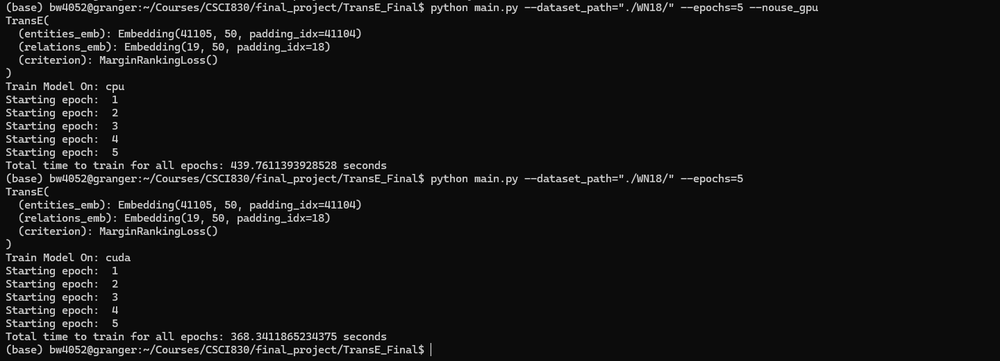 (base) bw4052@granger:~/Courses/CSCI830/final_project/TransE_Final$ python main.py --dataset_path="./WN18/" --epochs=5 --nouse_gpu
TransE(
  (entities_emb): Embedding(41105, 50, padding_idx=41104)
  (relations_emb): Embedding(19, 50, padding_idx=18)
  (criterion): MarginRankingLoss()
)
Train Model On: cpu
Starting epoch:  1
Starting epoch:  2
Starting epoch:  3
Starting epoch:  4
Starting epoch:  5
Total time to train for all epochs: 439.7611393928528 seconds
(base) bw4052@granger:~/Courses/CSCI830/final_project/TransE_Final$ python main.py --dataset_path="./WN18/" --epochs=5
TransE(
  (entities_emb): Embedding(41105, 50, padding_idx=41104)
  (relations_emb): Embedding(19, 50, padding_idx=18)
  (criterion): MarginRankingLoss()
)
Train Model On: cuda
Starting epoch:  1
Starting epoch:  2
Starting epoch:  3
Starting epoch:  4
Starting epoch:  5
Total time to train for all epochs: 368.3411865234375 seconds
(base) bw4052@granger:~/Courses/CSCI830/final_project/TransE_Final$